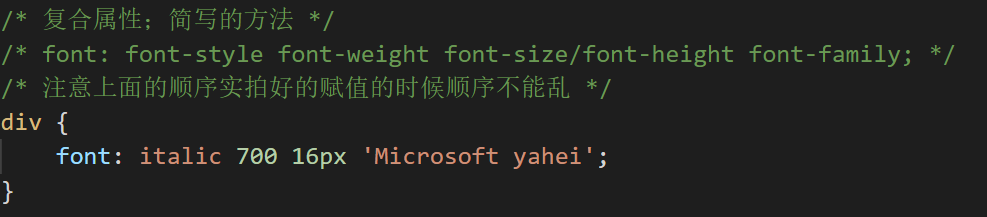 /* 复合属性；简写的方法 */
/* font: font-style font-weight font-size/font-height font-family; */
/* 注意上面的顺序实拍好的赋值的时候顺序不能乱 */
div {
    font: italic 700 16px 'Microsoft yahei';
}